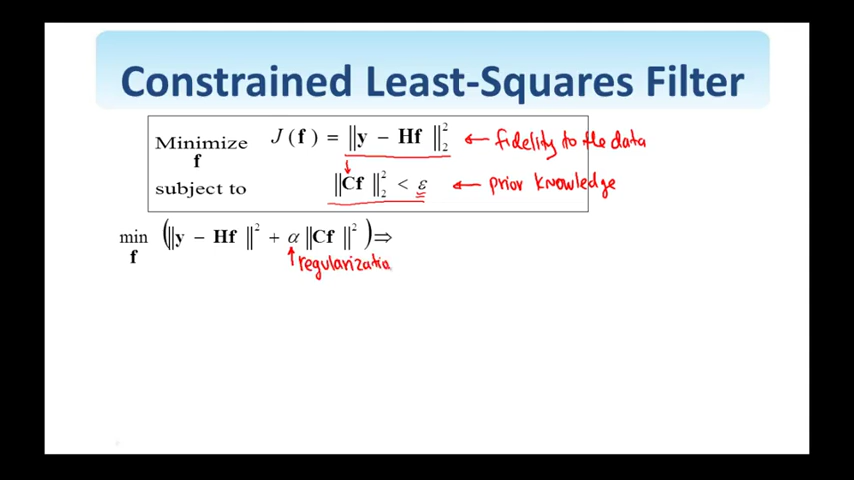 Constrained Least-Squares Filter
Minimize J(f) = ‖y − Hf‖₂² ← fidelity to the data
f
subject to ‖Cf‖₂² < ε ← prior knowledge
min (‖y − Hf‖² + α‖Cf‖²) ⇒
f
↑ regularizatio